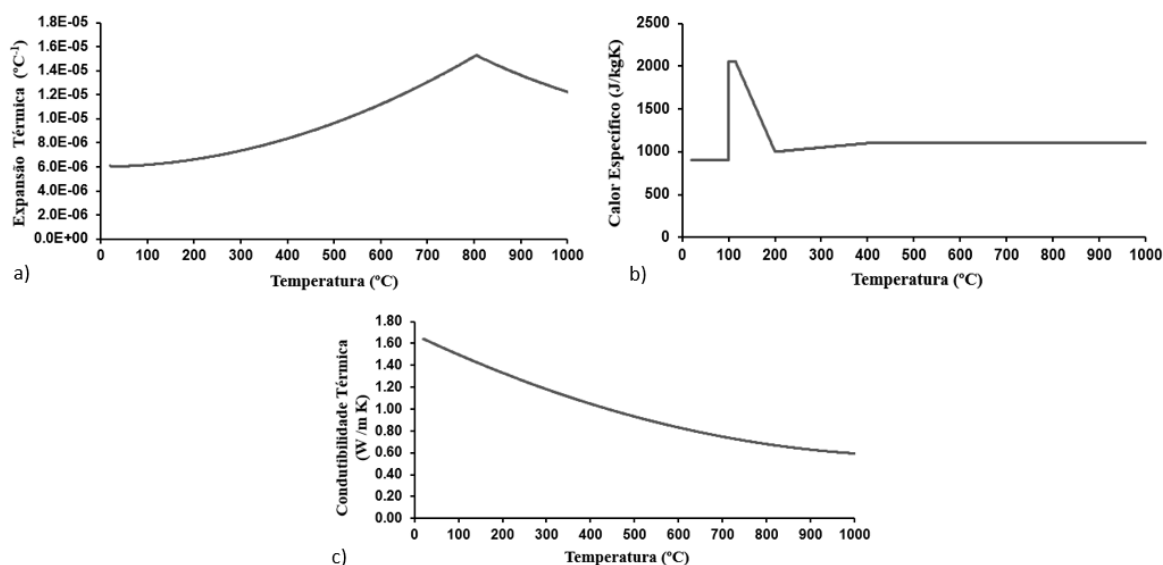 Expansão Térmica (ºC-1)
1.8E-05
1.6E-05
1.4E-05
1.2E-05
1.0E-05
8.0E-06
6.0E-06
4.0E-06
2.0E-06
0.0E+00
0 100 200 300 400 500 600 700 800 900 1000
Temperatura (ºC)
a)
Calor Específico (J/kgK)
2500
2000
1500
1000
500
0
0 100 200 300 400 500 600 700 800 900 1000
Temperatura (ºC)
b)
Condutibilidade Térmica
(W /m K)
1.80
1.60
1.40
1.20
1.00
0.80
0.60
0.40
0.20
0.00
0 100 200 300 400 500 600 700 800 900 1000
Temperatura (ºC)
c)